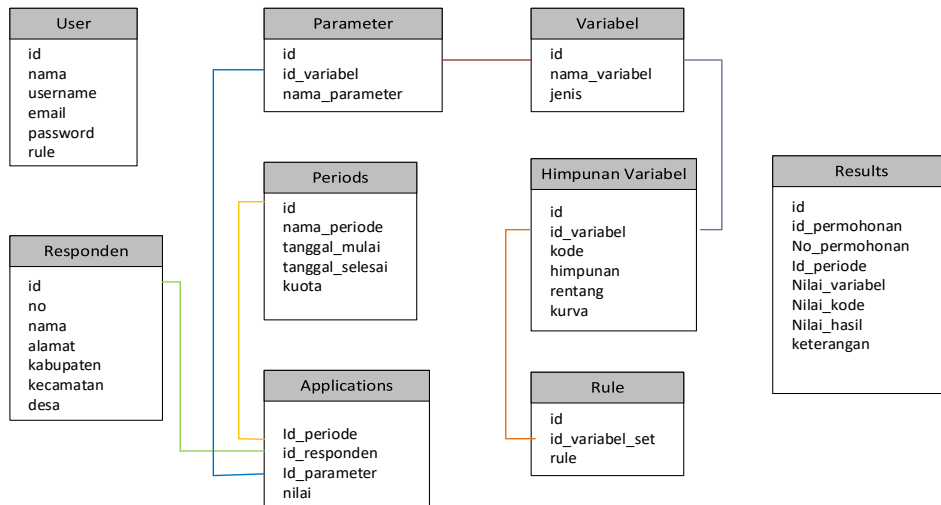 User
id
nama
username
email
password
rule
Parameter
id
id_variabel
nama_parameter
Variabel
id
nama_variabel
jenis
Periods
id
nama_periode
tanggal_mulai
tanggal_selesai
kuota
Himpunan Variabel
id
id_variabel
kode
himpunan
rentang
kurva
Results
id
id_permohonan
No_permohonan
Id_periode
Nilai_variabel
Nilai_kode
Nilai_hasil
keterangan
Responden
id
no
nama
alamat
kabupaten
kecamatan
desa
Applications
Id_periode
id_responden
Id_parameter
nilai
Rule
id
id_variabel_set
rule